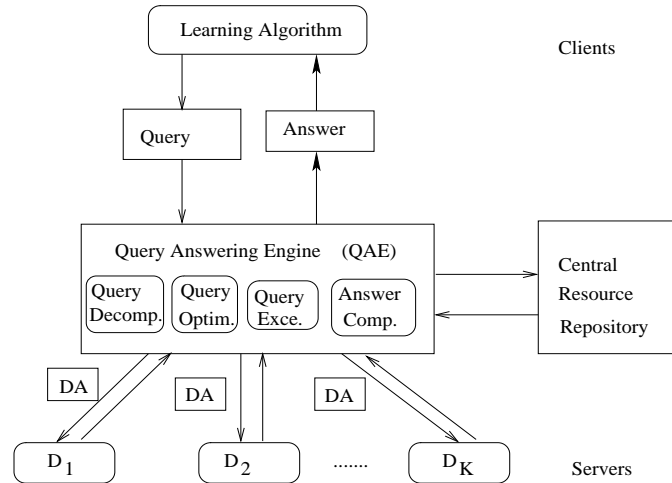 Learning Algorithm
Clients
Query
Answer
Query Answering Engine (QAE)
Query
Decomp.
Query
Optim.
Query
Exce.
Answer
Comp.
Central
Resource
Repository
DA
DA
DA
D1
D2
.......
DK
Servers